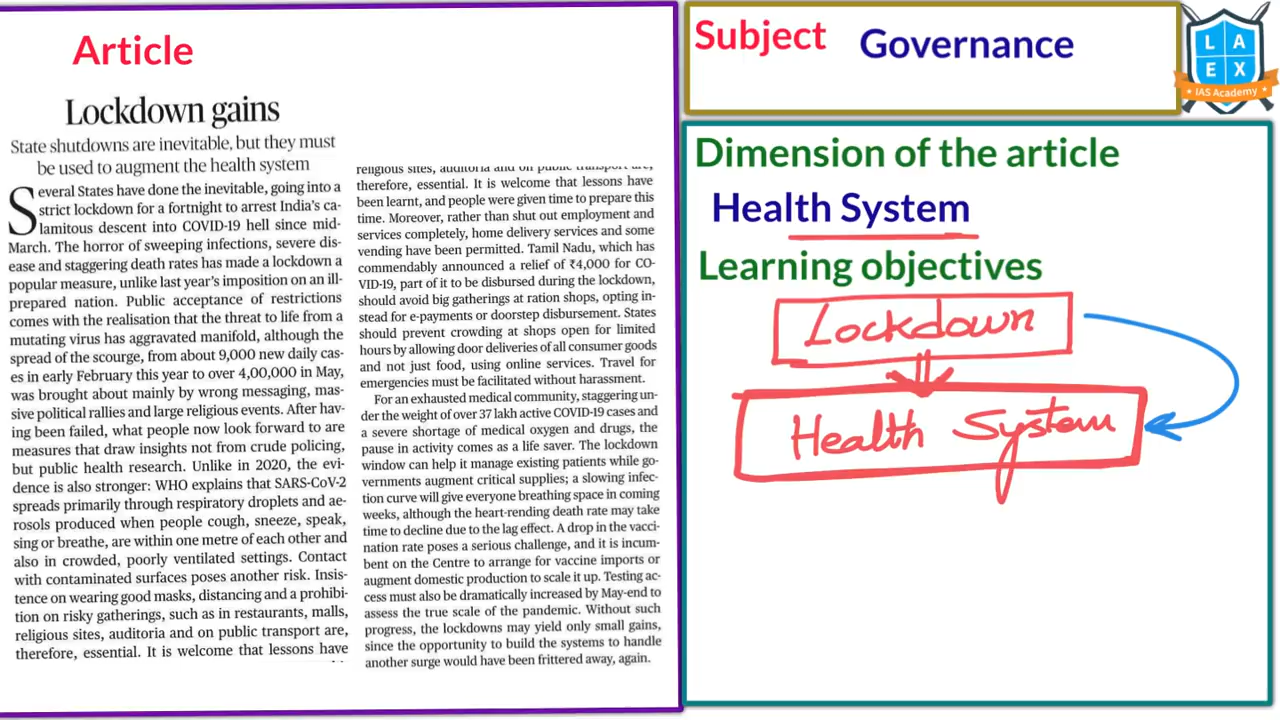 Article
Lockdown gains
State shutdowns are inevitable, but they must
be used to augment the health system
Several States have done the inevitable, going into a
strict lockdown for a fortnight to arrest India's ca-
lamitous descent into COVID-19 hell since mid-
March. The horror of sweeping infections, severe dis-
ease and staggering death rates has made a lockdown a
popular measure, unlike last year's imposition on an ill-
prepared nation. Public acceptance of restrictions
comes with the realisation that the threat to life from a
mutating virus has aggravated manifold, although the
spread of the scourge, from about 9,000 new daily cas-
es in early February this year to over 4,00,000 in May,
was brought about mainly by wrong messaging, mas-
sive political rallies and large religious events. After hav-
ing been failed, what people now look forward to are
measures that draw insights not from crude policing,
but public health research. Unlike in 2020, the evi-
dence is also stronger: WHO explains that SARS-CoV-2
spreads primarily through respiratory droplets and ae-
rosols produced when people cough, sneeze, speak,
sing or breathe, are within one metre of each other and
also in crowded, poorly ventilated settings. Contact
with contaminated surfaces poses another risk. Insis-
tence on wearing good masks, distancing and a prohibi-
tion on risky gatherings, such as in restaurants, malls,
religious sites, auditoria and on public transport are,
therefore, essential. It is welcome that lessons have
religious sites, auditoria and on public transport are,
therefore, essential. It is welcome that lessons have
been learnt, and people were given time to prepare this
time. Moreover, rather than shut out employment and
services completely, home delivery services and some
vending have been permitted. Tamil Nadu, which has
commendably announced a relief of ₹4,000 for CO-
VID-19, part of it to be disbursed during the lockdown,
should avoid big gatherings at ration shops, opting in-
stead for e-payments or doorstep disbursement. States
should prevent crowding at shops open for limited
hours by allowing door deliveries of all consumer goods
and not just food, using online services. Travel for
emergencies must be facilitated without harassment.
For an exhausted medical community, staggering un-
der the weight of over 37 lakh active COVID-19 cases and
a severe shortage of medical oxygen and drugs, the
pause in activity comes as a life saver. The lockdown
window can help it manage existing patients while go-
vernments augment critical supplies; a slowing infec-
tion curve will give everyone breathing space in coming
weeks, although the heart-rending death rate may take
time to decline due to the lag effect. A drop in the vacci-
nation rate poses a serious challenge, and it is incum-
bent on the Centre to arrange for vaccine imports or
augment domestic production to scale it up. Testing ac-
cess must also be dramatically increased by May-end to
assess the true scale of the pandemic. Without such
progress, the lockdowns may yield only small gains,
since the opportunity to build the systems to handle
another surge would have been frittered away, again.
Subject Governance
L A
E X
IAS Academy
Dimension of the article
Health System
Learning objectives
Lockdown
Health System